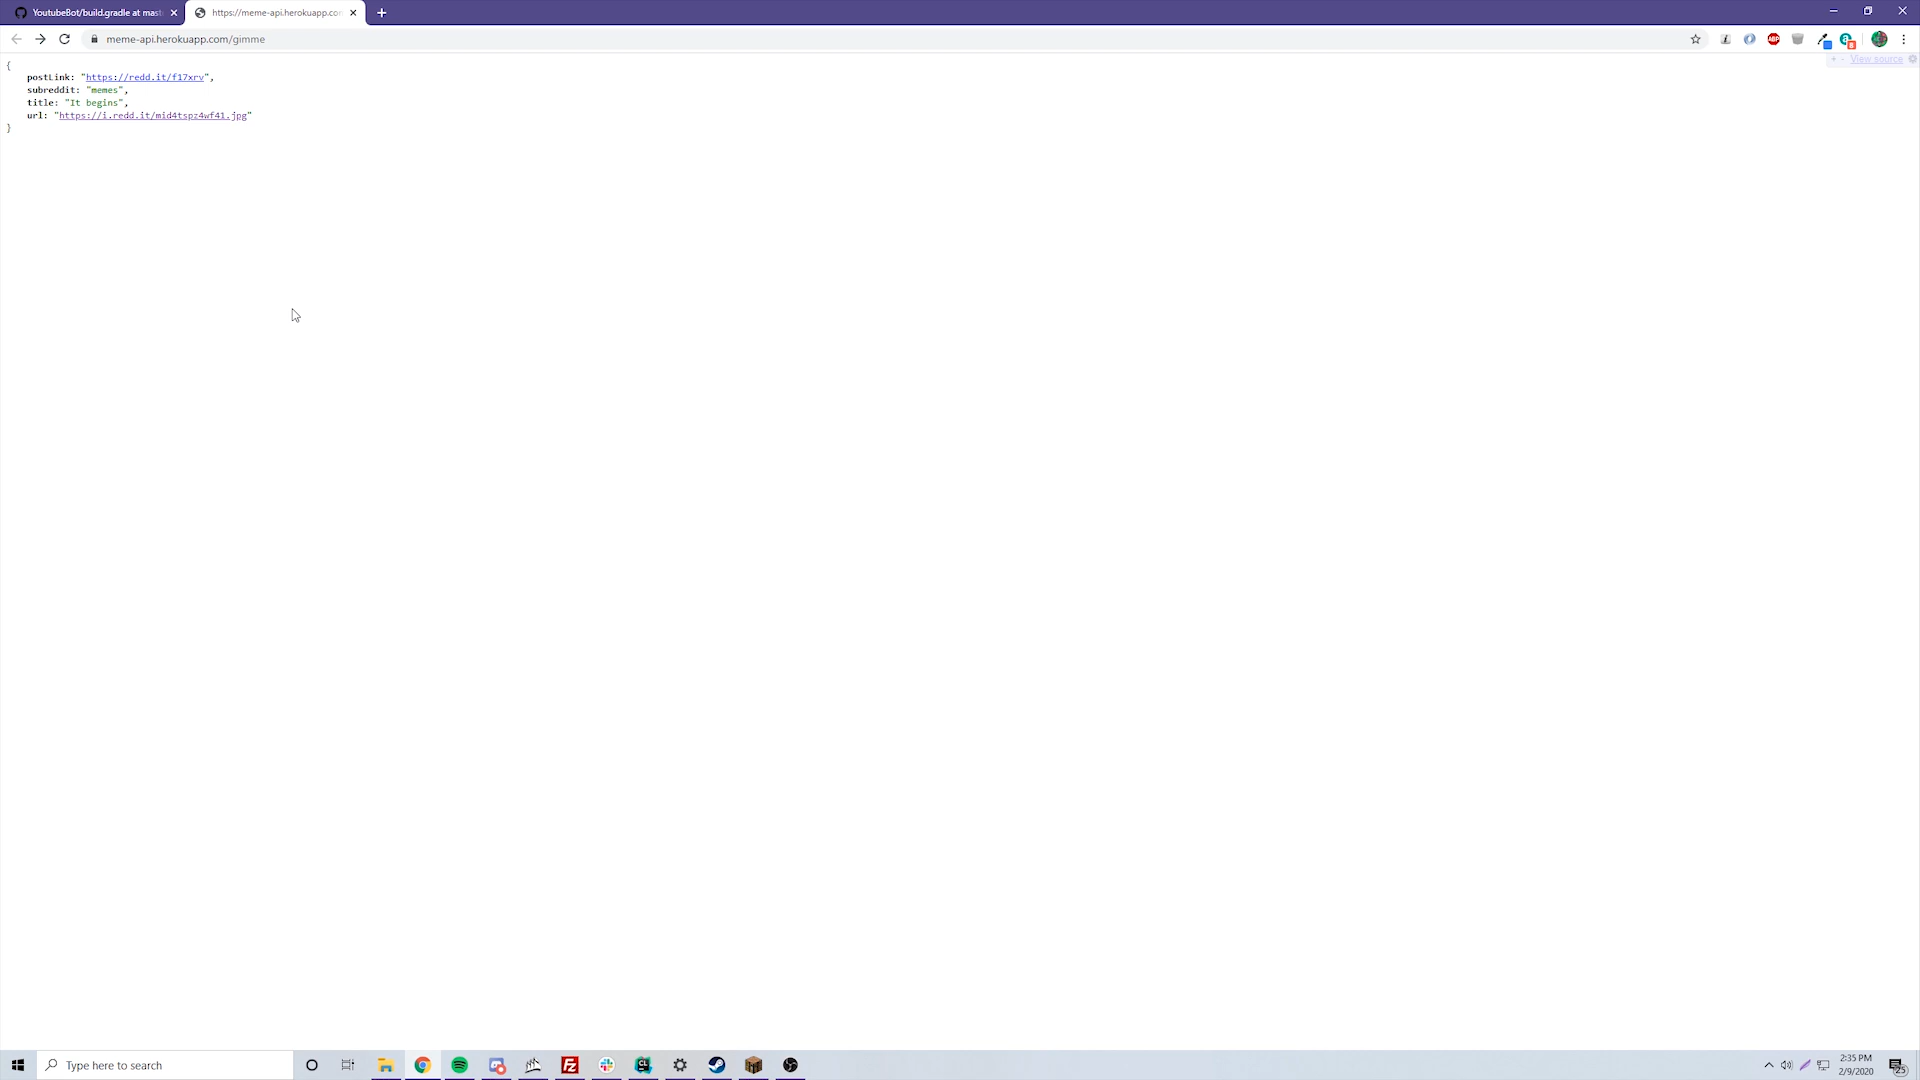 YoutubeBot/build.gradle at mast
https://meme-api.herokuapp.co
meme-api.herokuapp.com/gimme
+ - View source
{
postLink: "https://redd.it/f17xrv",
subreddit: "memes",
title: "It begins",
url: "https://i.redd.it/mid4tspz4wf41.jpg"
}
Type here to search
2:35 PM
2/9/2020